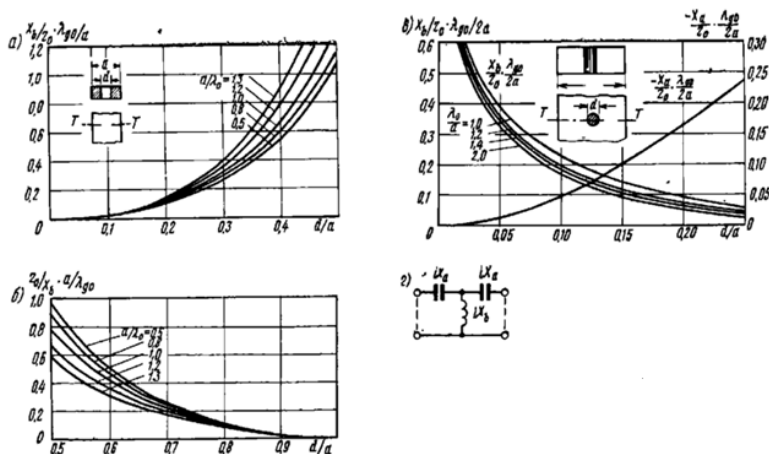 а) X_b/z_0 · λ_g0/a
1,2
1,0
0,8
0,6
0,4
0,2
0
0,1
0,2
0,3
0,4
d/a
a
d
T
T
a/λ_0=1,3
1,2
0,5
б) z_0/X_b · a/λ_g0
1,0
0,8
0,6
0,4
0,2
0
0,5
0,6
0,7
0,8
0,9
d/a
a/λ_0=0,5
0,8
1,0
1,2
1,3
в) X_b/z_0 · λ_g0/2a
0,6
0,5
0,4
0,3
0,2
0,1
0
0,05
0,10
0,15
0,20
d/a
X_b/z_0 · λ_g0/2a
λ_0/a = 1,0
1,2
1,4
2,0
d
T
T
-X_a/z_0 · λ_g0/2a
-X_a/z_0 · λ_g0/2a
0,30
0,25
0,20
0,15
0,10
0,05
0
г) iX_a
iX_a
iX_b